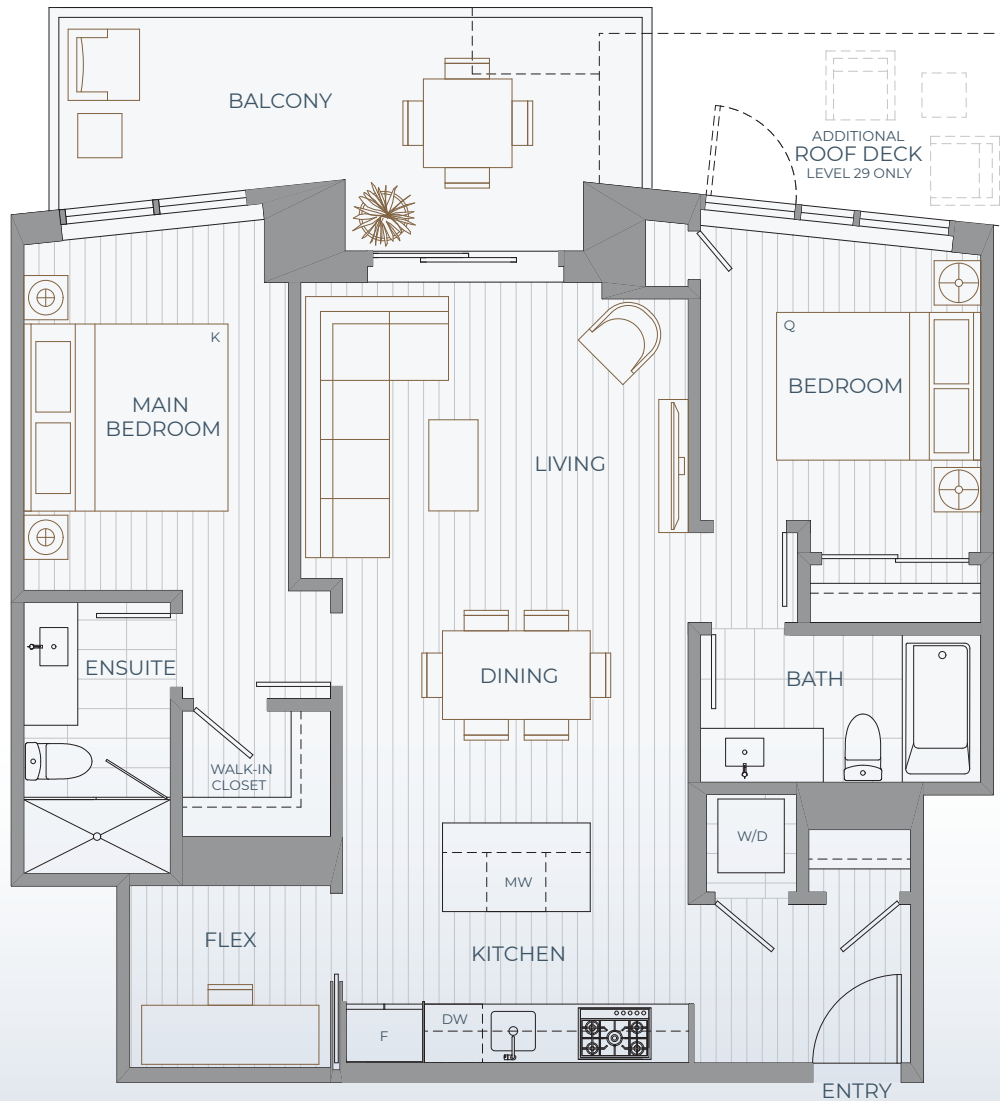 BALCONY
ADDITIONAL
ROOF DECK
LEVEL 29 ONLY
K
Q
MAIN
BEDROOM
BEDROOM
LIVING
ENSUITE
DINING
BATH
WALK-IN
CLOSET
W/D
MW
FLEX
KITCHEN
DW
F
ENTRY